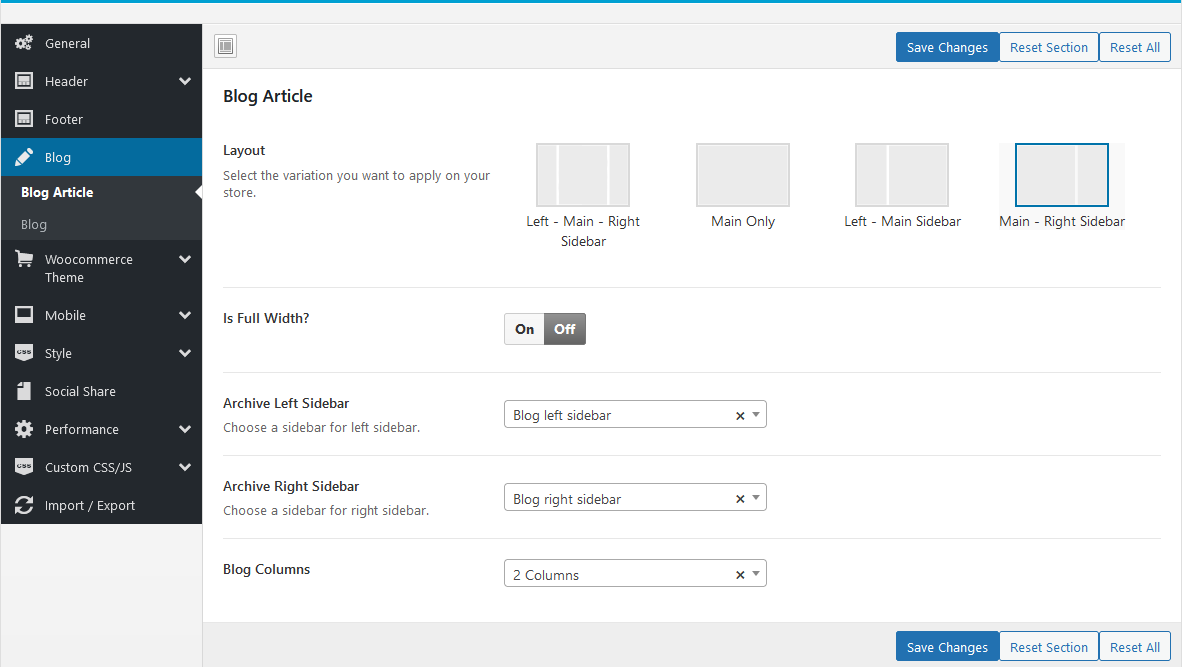 General
Header
Footer
Blog
Blog Article
Blog
Woocommerce
Theme
Mobile
css
Style
Social Share
Performance
css
Custom CSS/JS
Import / Export
Save Changes
Reset Section
Reset All
Blog Article
Layout
Select the variation you want to apply on your
store.
Left - Main - Right
Sidebar
Main Only
Left - Main Sidebar
Main - Right Sidebar
Is Full Width?
On
Off
Archive Left Sidebar
Choose a sidebar for left sidebar.
Blog left sidebar
Archive Right Sidebar
Choose a sidebar for right sidebar.
Blog right sidebar
Blog Columns
2 Columns
Save Changes
Reset Section
Reset All